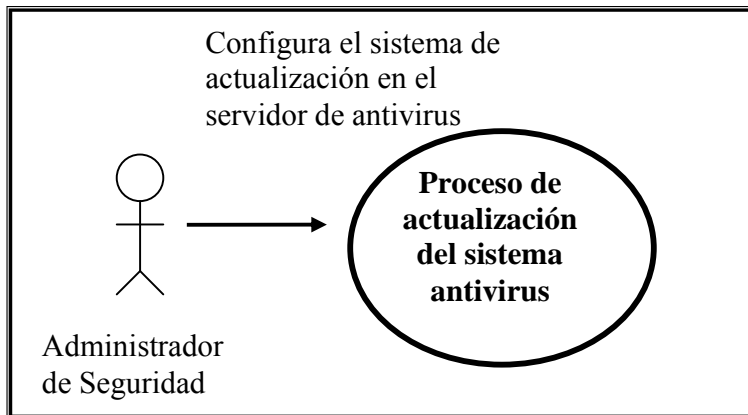 Configura el sistema de
actualización en el
servidor de antivirus
Proceso de
actualización
del sistema
antivirus
Administrador
de Seguridad